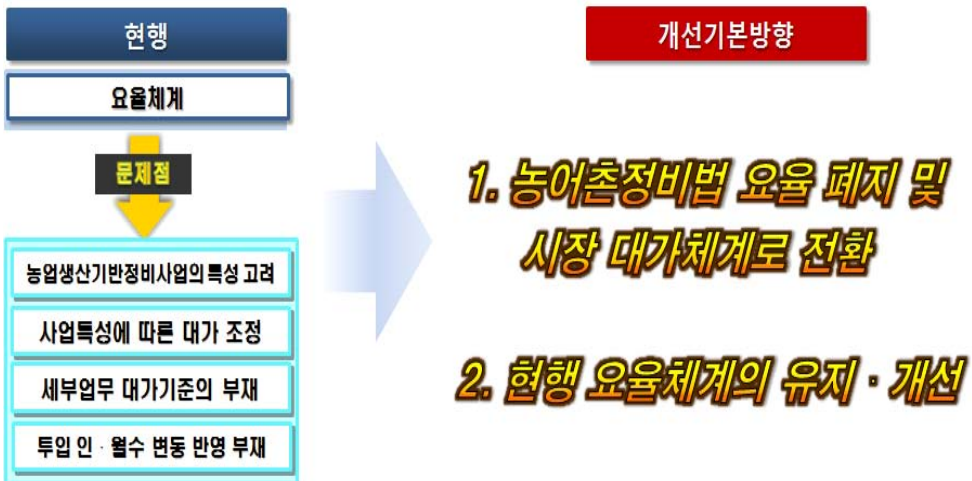 현행
요율체계
문제점
농업생산기반정비사업의 특성 고려
사업특성에 따른 대가 조정
세부업무 대가기준의 부재
투입 인 · 월수 변동 반영 부재
개선기본방향
1. 농어촌정비법 요율 폐지 및
시장 대가체계로 전환
2. 현행 요율체계의 유지 · 개선